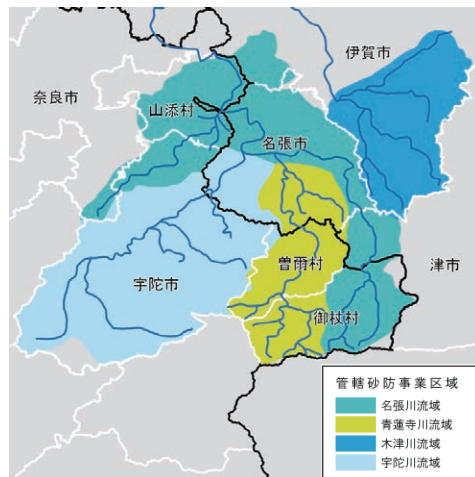 伊賀市
奈良市
山添村
名張市
曽爾村
津市
宇陀市
御杖村
管轄砂防事業区域
名張川流域
青蓮寺川流域
木津川流域
宇陀川流域